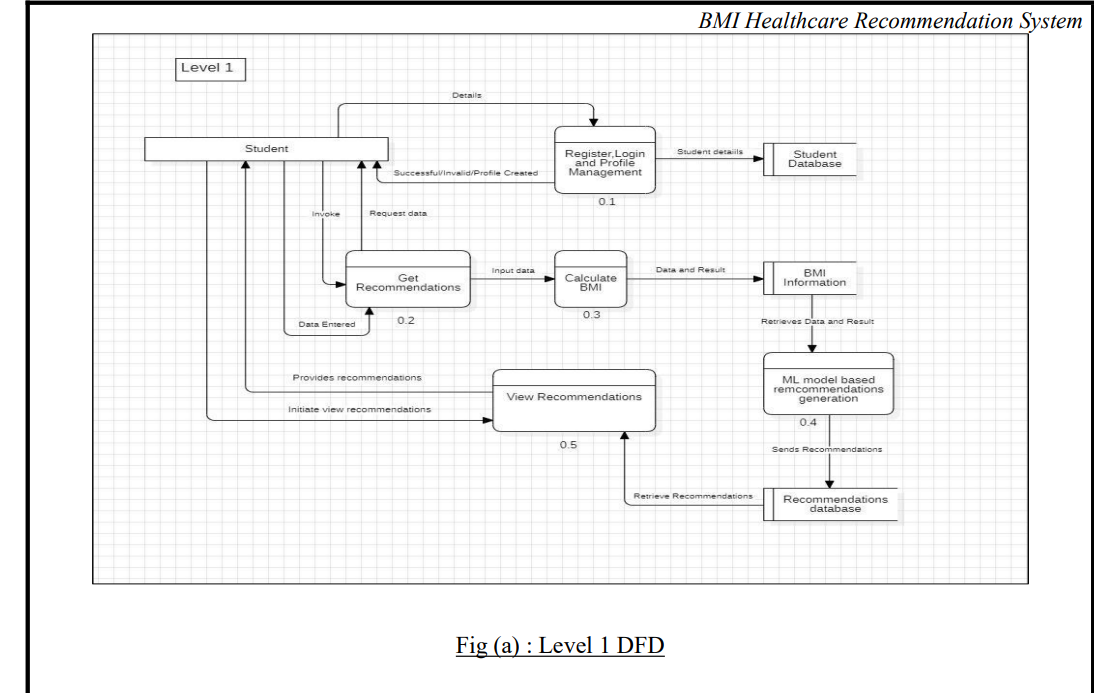 BMI Healthcare Recommendation System
Level 1
Details
Student
Register,Login
and Profile
Management
Student detaiils
Student
Database
Successful/Invalid/Profile Created
0.1
Invoke
Request data
Get
Recommendations
Input data
Calculate
BMI
Data and Result
BMI
Information
0.2
0.3
Data Entered
Retrieves Data and Result
Provides recommendations
View Recommendations
ML model based
remcommendations
generation
Initiate view recommendations
0.4
0.5
Sends Recommendations
Retrieve Recommendations
Recommendations
database
Fig (a) : Level 1 DFD